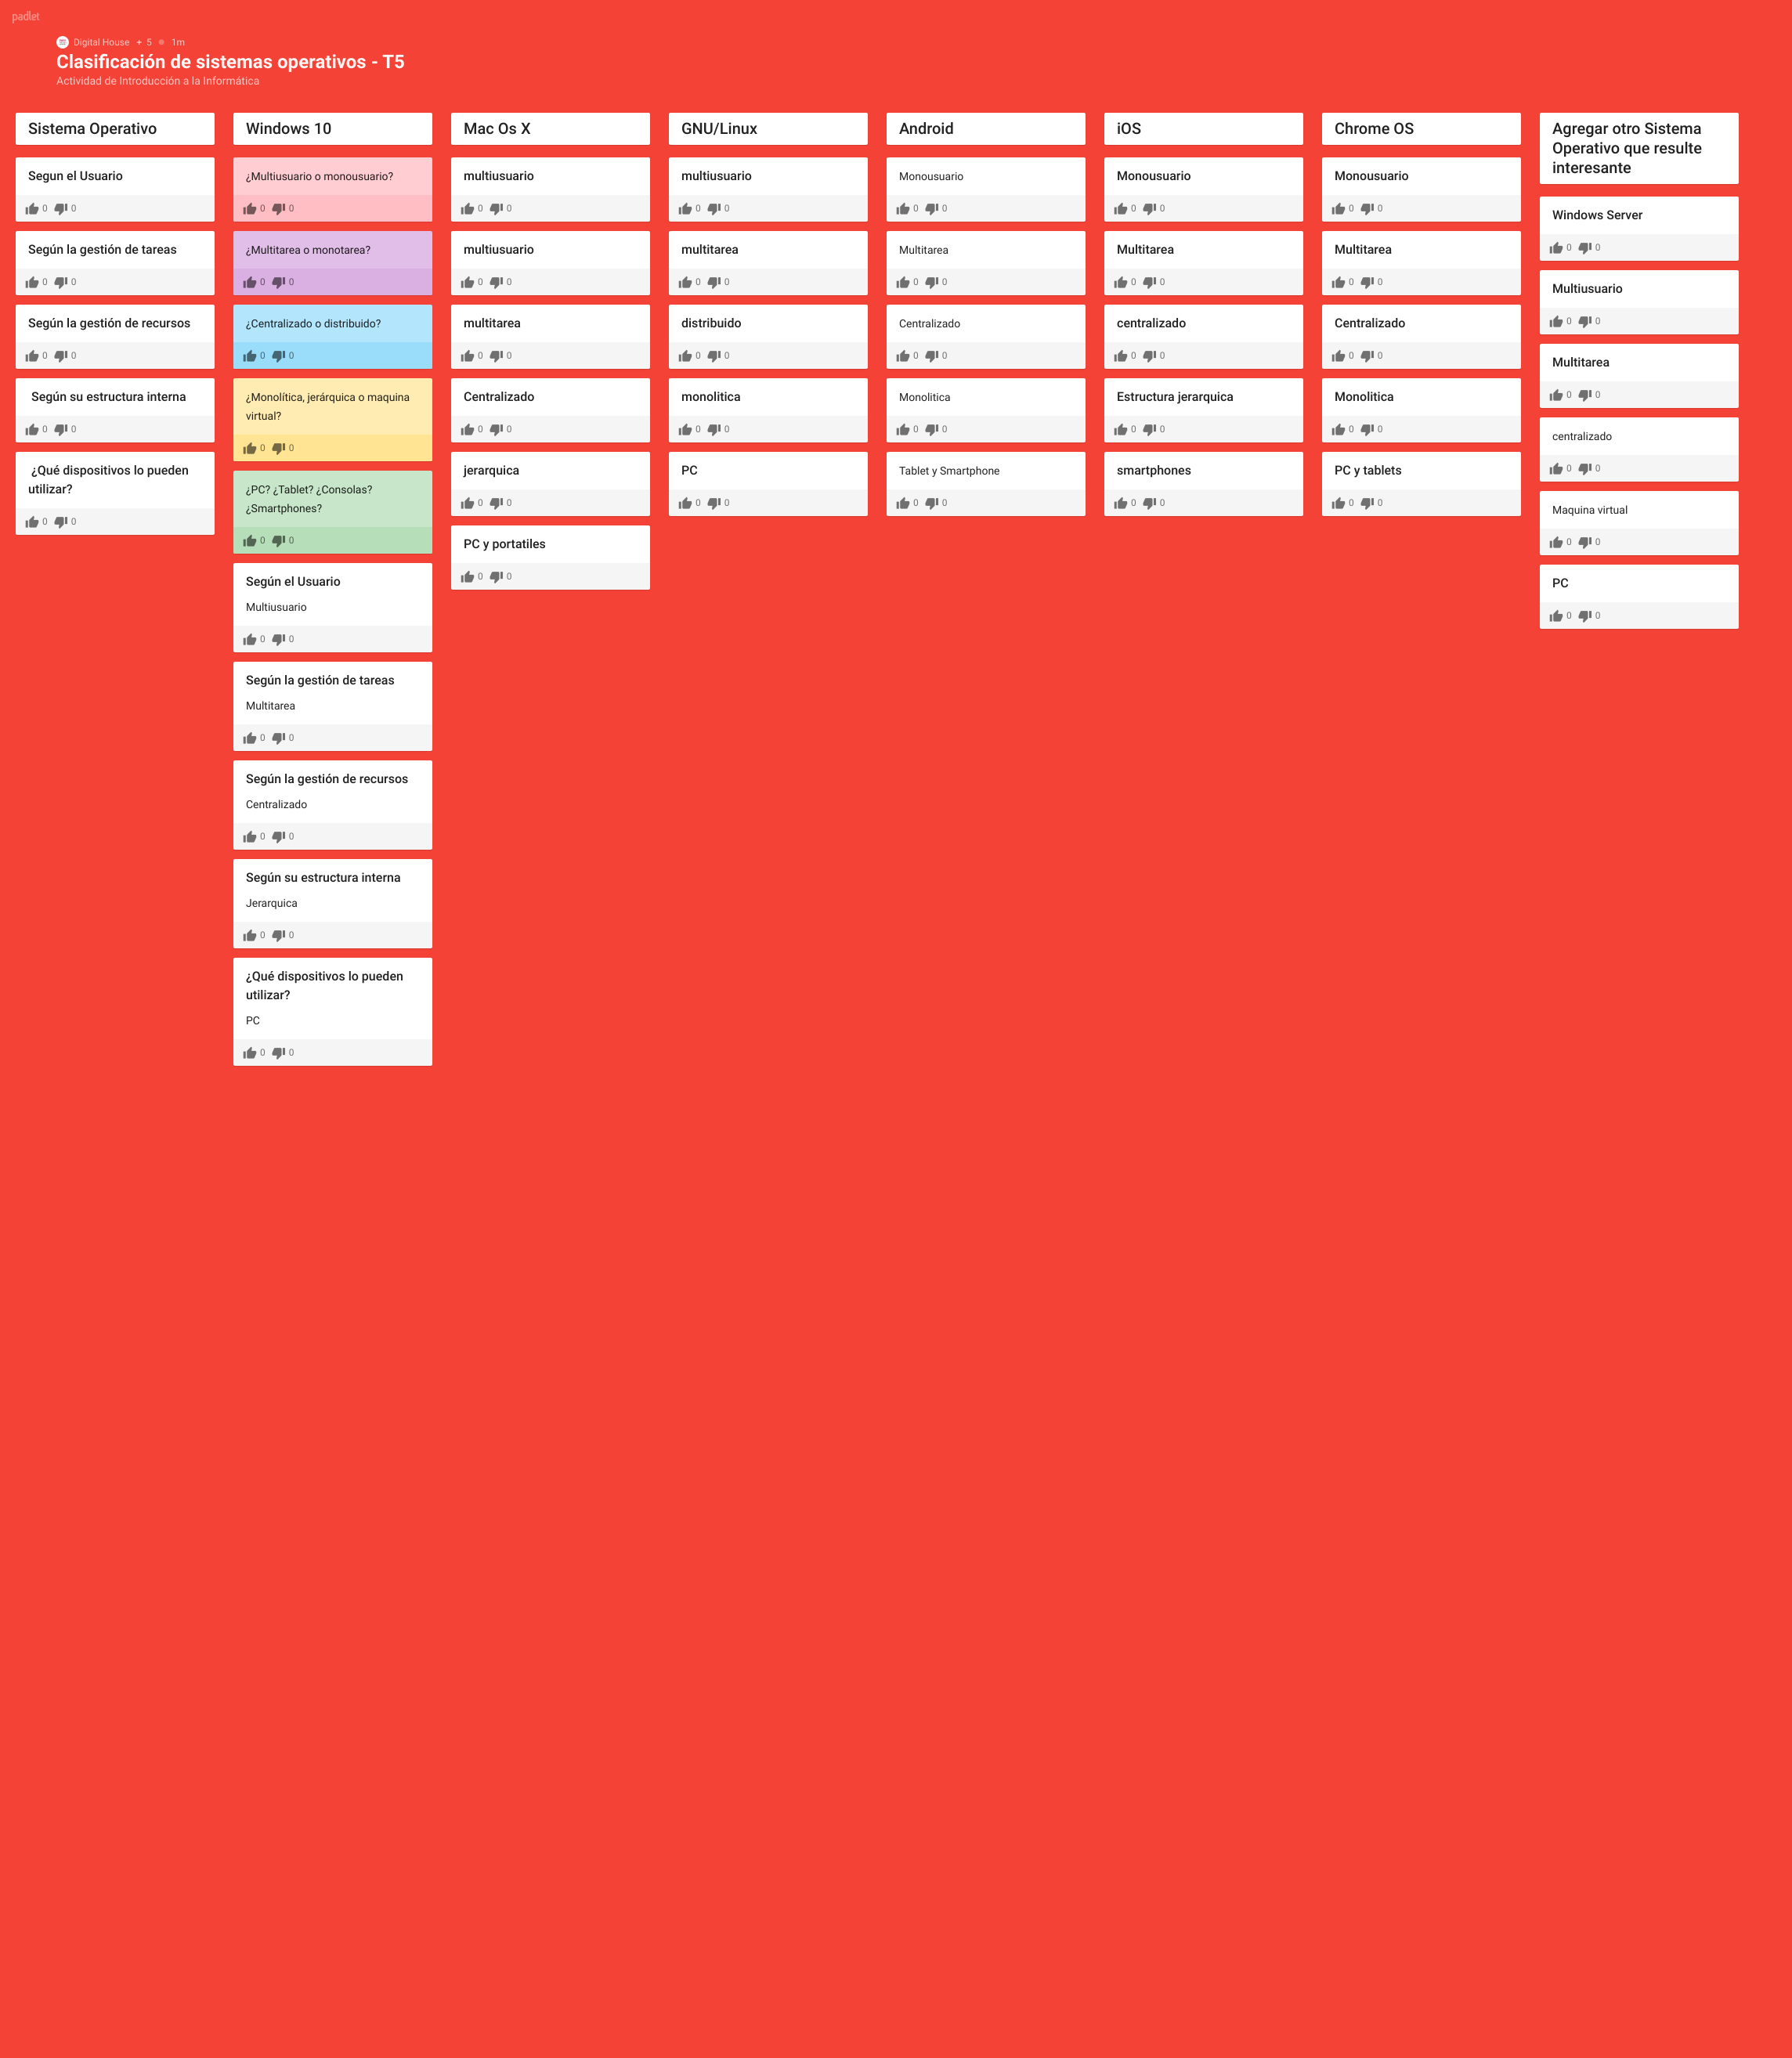 padlet
Digital House + 5 • 1m
Clasificación de sistemas operativos - T5
Actividad de Introducción a la Informática
Sistema Operativo
Segun el Usuario
0 0
Según la gestión de tareas
0 0
Según la gestión de recursos
0 0
Según su estructura interna
0 0
¿Qué dispositivos lo pueden
utilizar?
0 0
Windows 10
¿Multiusuario o monousuario?
0 0
¿Multitarea o monotarea?
0 0
¿Centralizado o distribuido?
0 0
¿Monolítica, jerárquica o maquina
virtual?
0 0
¿PC? ¿Tablet? ¿Consolas?
¿Smartphones?
0 0
Según el Usuario
Multiusuario
0 0
Según la gestión de tareas
Multitarea
0 0
Según la gestión de recursos
Centralizado
0 0
Según su estructura interna
Jerarquica
0 0
¿Qué dispositivos lo pueden
utilizar?
PC
0 0
Mac Os X
multiusuario
0 0
multiusuario
0 0
multitarea
0 0
Centralizado
0 0
jerarquica
0 0
PC y portatiles
0 0
GNU/Linux
multiusuario
0 0
multitarea
0 0
distribuido
0 0
monolitica
0 0
PC
0 0
Android
Monousuario
0 0
Multitarea
0 0
Centralizado
0 0
Monolitica
0 0
Tablet y Smartphone
0 0
iOS
Monousuario
0 0
Multitarea
0 0
centralizado
0 0
Estructura jerarquica
0 0
smartphones
0 0
Chrome OS
Monousuario
0 0
Multitarea
0 0
Centralizado
0 0
Monolitica
0 0
PC y tablets
0 0
Agregar otro Sistema
Operativo que resulte
interesante
Windows Server
0 0
Multiusuario
0 0
Multitarea
0 0
centralizado
0 0
Maquina virtual
0 0
PC
0 0